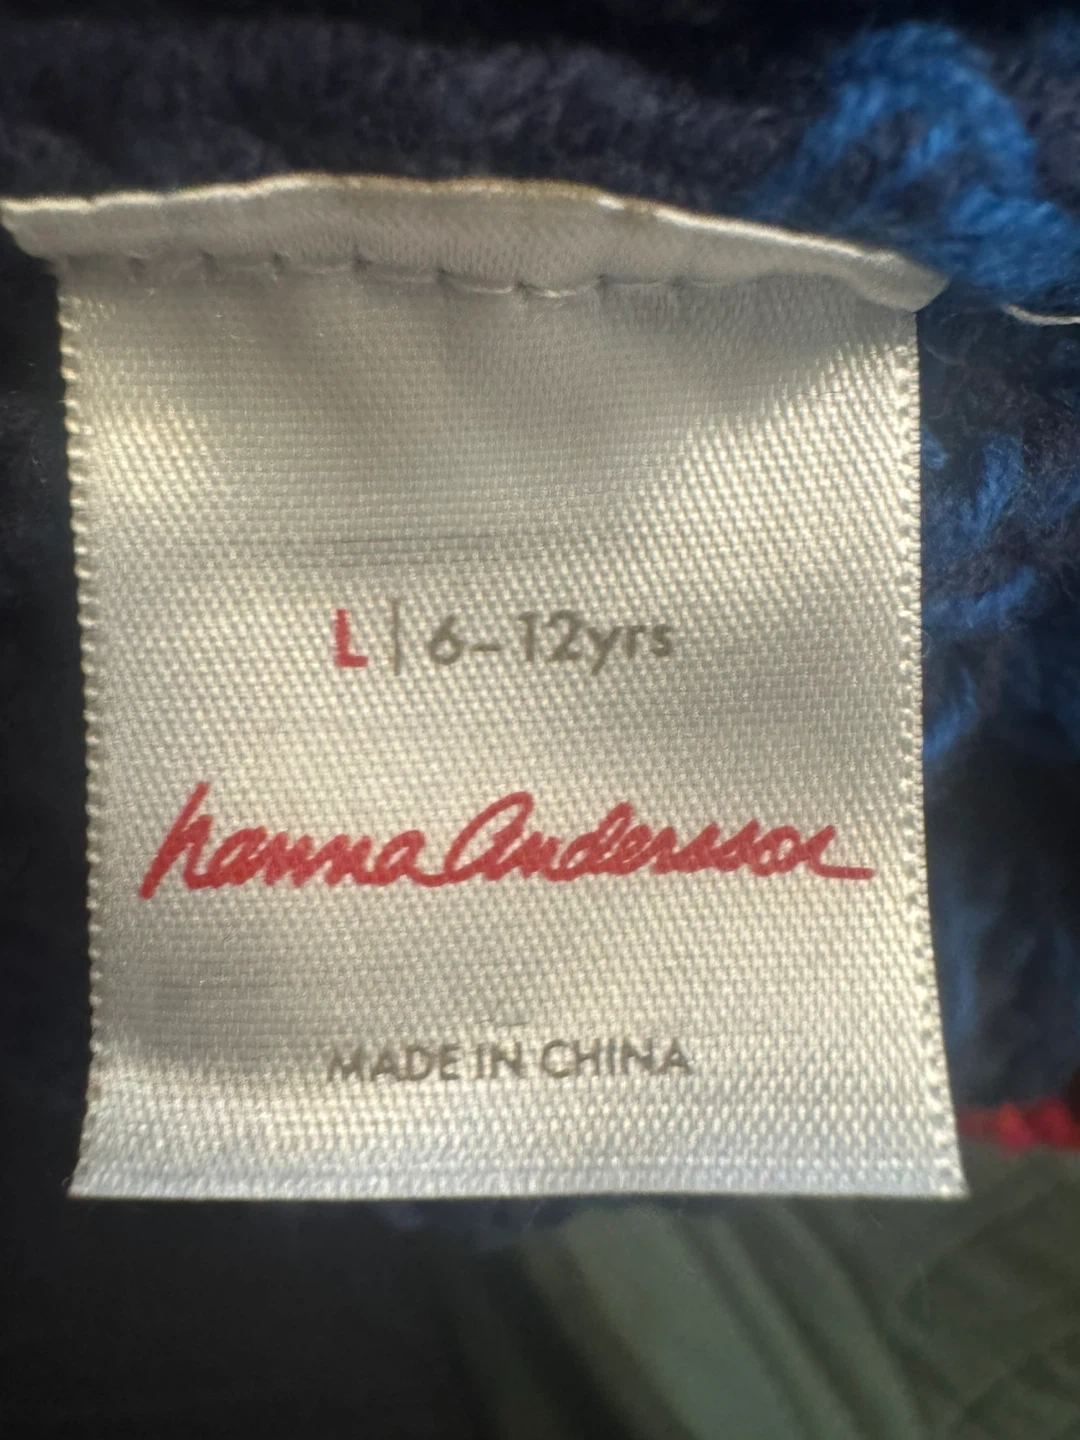 L | 6-12yrs
hanna Andersson
MADE IN CHINA